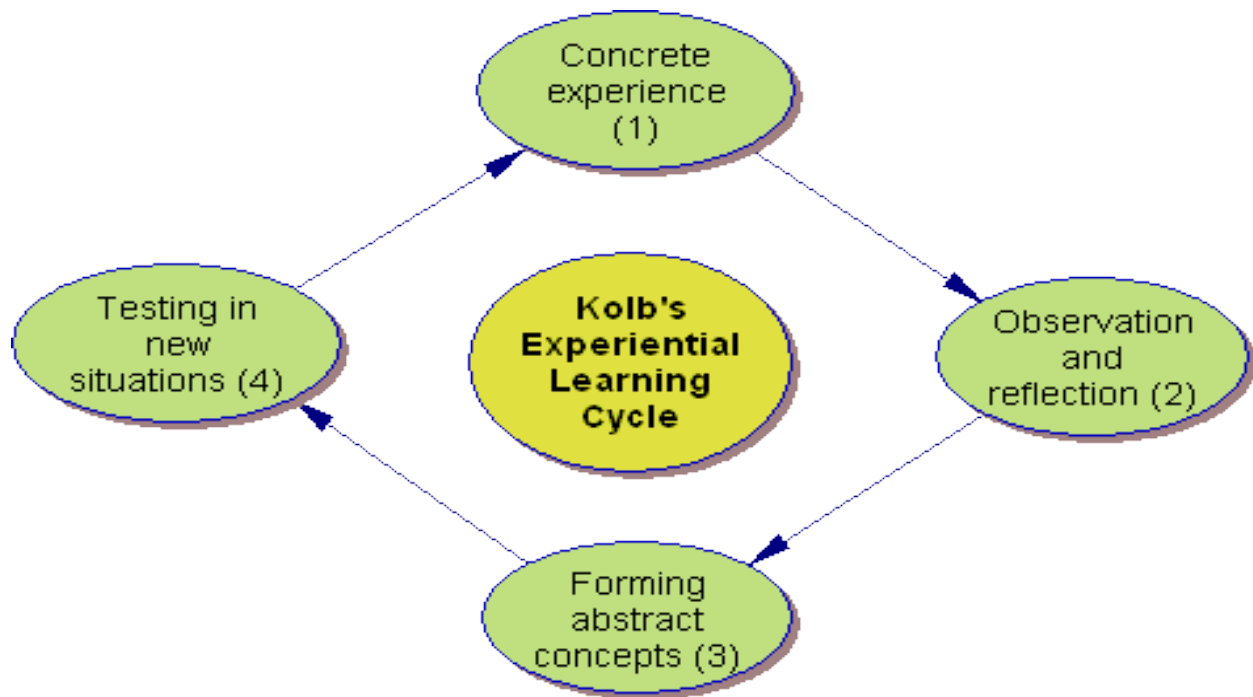 Concrete
experience
(1)
Testing in
new
situations (4)
Kolb's
Experiential
Learning
Cycle
Observation
and
reflection (2)
Forming
abstract
concepts (3)